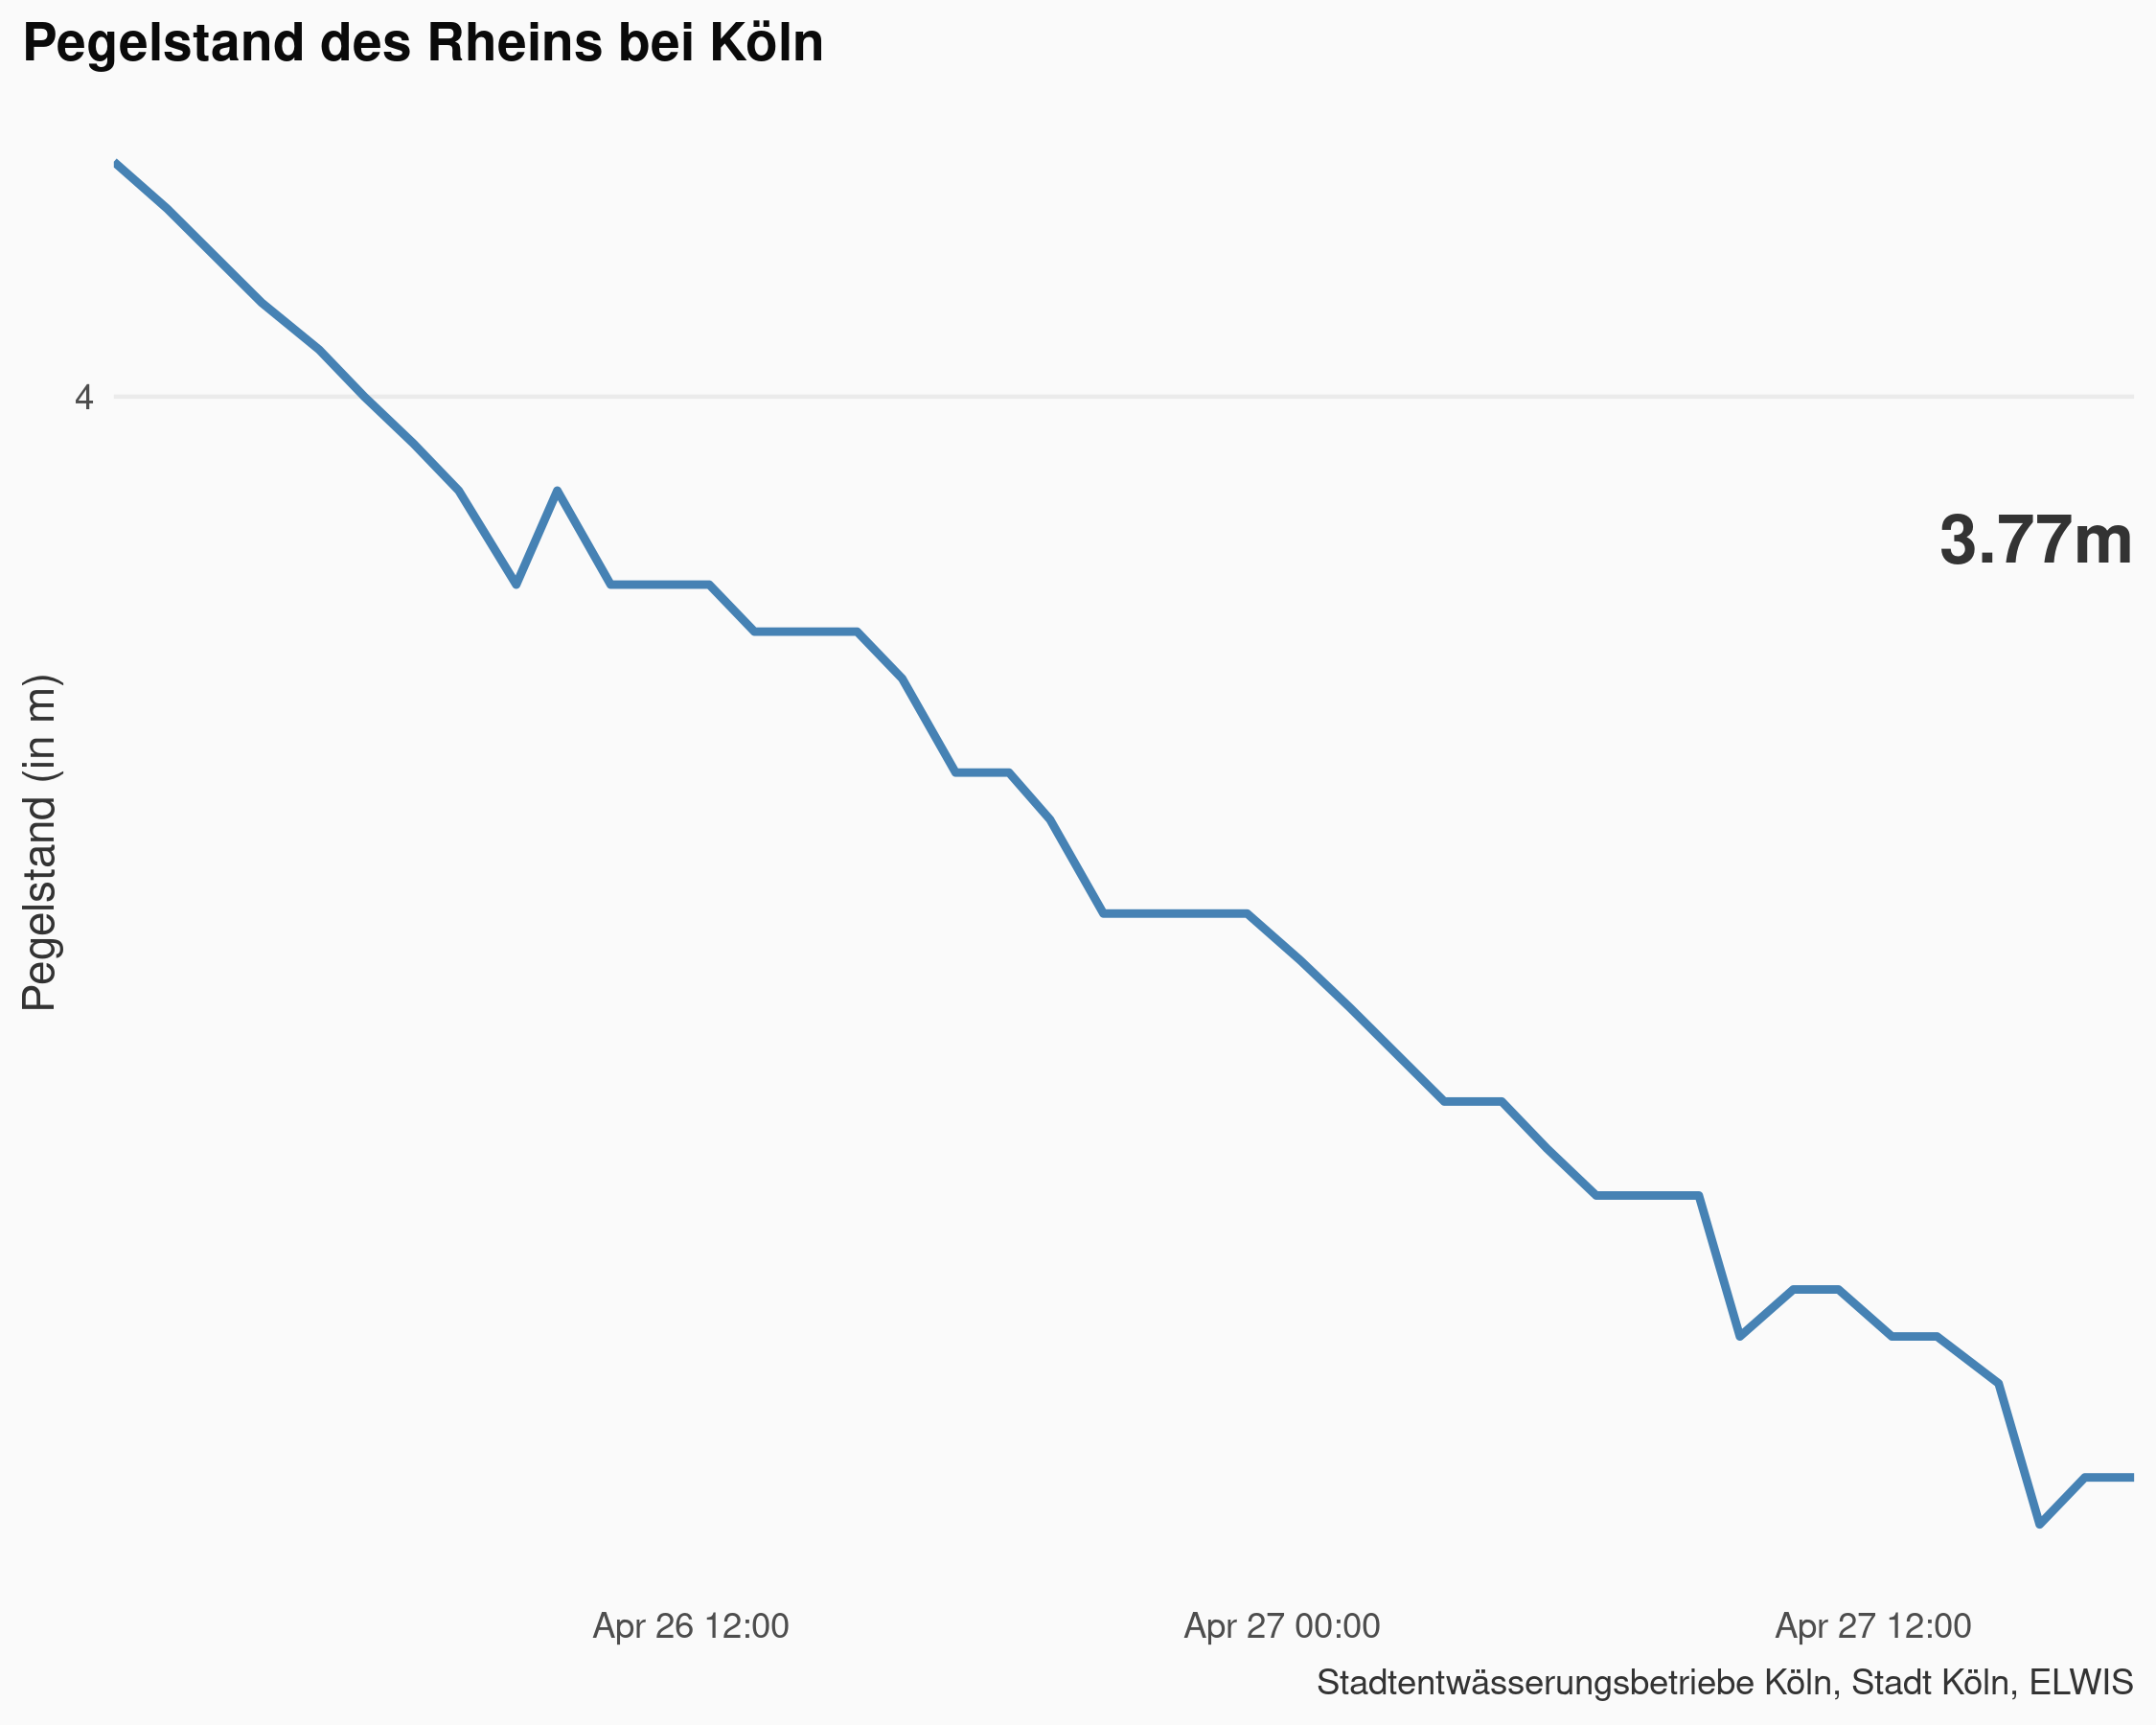 Pegelstand des Rheins bei Köln
4
3.77m
Pegelstand (in m)
Apr 26 12:00
Apr 27 00:00
Apr 27 12:00
Stadtentwässerungsbetriebe Köln, Stadt Köln, ELWIS